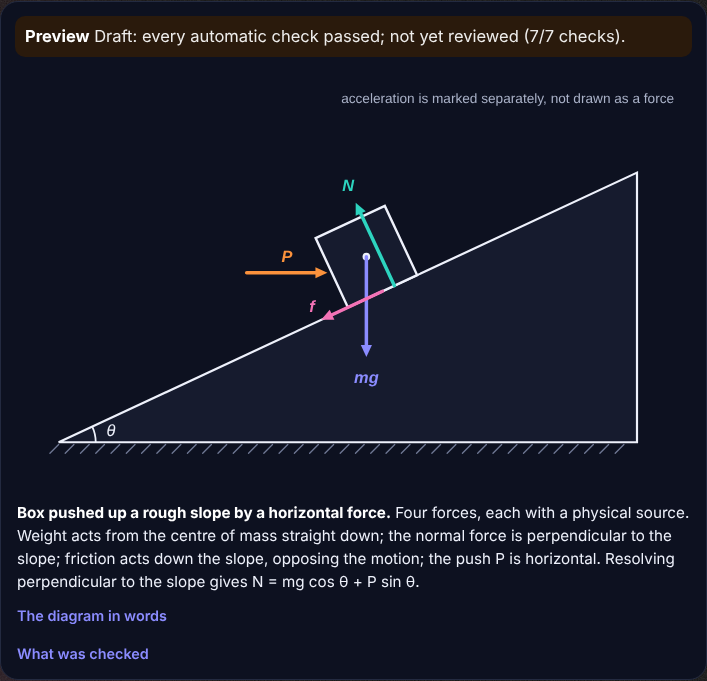 Preview Draft: every automatic check passed; not yet reviewed (7/7 checks).
acceleration is marked separately, not drawn as a force
N
P
f
mg
θ
Box pushed up a rough slope by a horizontal force. Four forces, each with a physical source.
Weight acts from the centre of mass straight down; the normal force is perpendicular to the
slope; friction acts down the slope, opposing the motion; the push P is horizontal. Resolving
perpendicular to the slope gives N = mg cos θ + P sin θ.
The diagram in words
What was checked